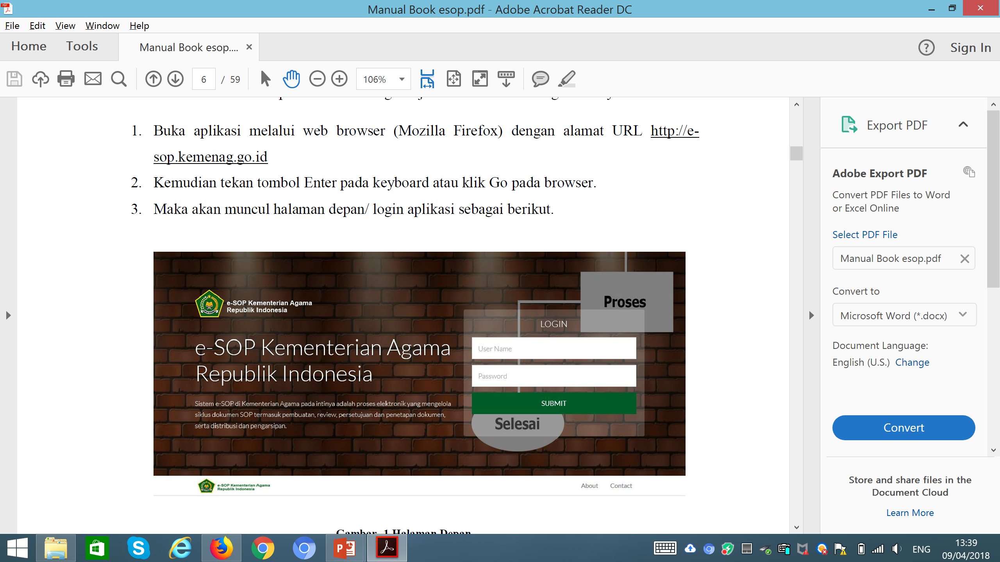 Manual Book esop.pdf - Adobe Acrobat Reader DC
File Edit View Window Help
Home Tools Manual Book esop.... Sign In
6 / 59 106%
1. Buka aplikasi melalui web browser (Mozilla Firefox) dengan alamat URL http://e-
sop.kemenag.go.id
2. Kemudian tekan tombol Enter pada keyboard atau klik Go pada browser.
3. Maka akan muncul halaman depan/ login aplikasi sebagai berikut.
e-SOP Kementerian Agama
Republik Indonesia
e-SOP Kementerian Agama
Republik Indonesia
Sistem e-SOP di Kementerian Agama pada intinya adalah proses elektronik yang mengelola
siklus dokumen SOP termasuk pembuatan, review, persetujuan dan penetapan dokumen,
serta distribusi dan pengarsipan.
Proses
LOGIN
User Name
Password
SUBMIT
Selesai
e-SOP Kementerian Agama
Republik Indonesia
About Contact
Gambar 1 Halaman Depan
Export PDF
Adobe Export PDF
Convert PDF Files to Word
or Excel Online
Select PDF File
Manual Book esop.pdf
Convert to
Microsoft Word (*.docx)
Document Language:
English (U.S.) Change
Convert
Store and share files in the
Document Cloud
Learn More
ENG
13:39
09/04/2018